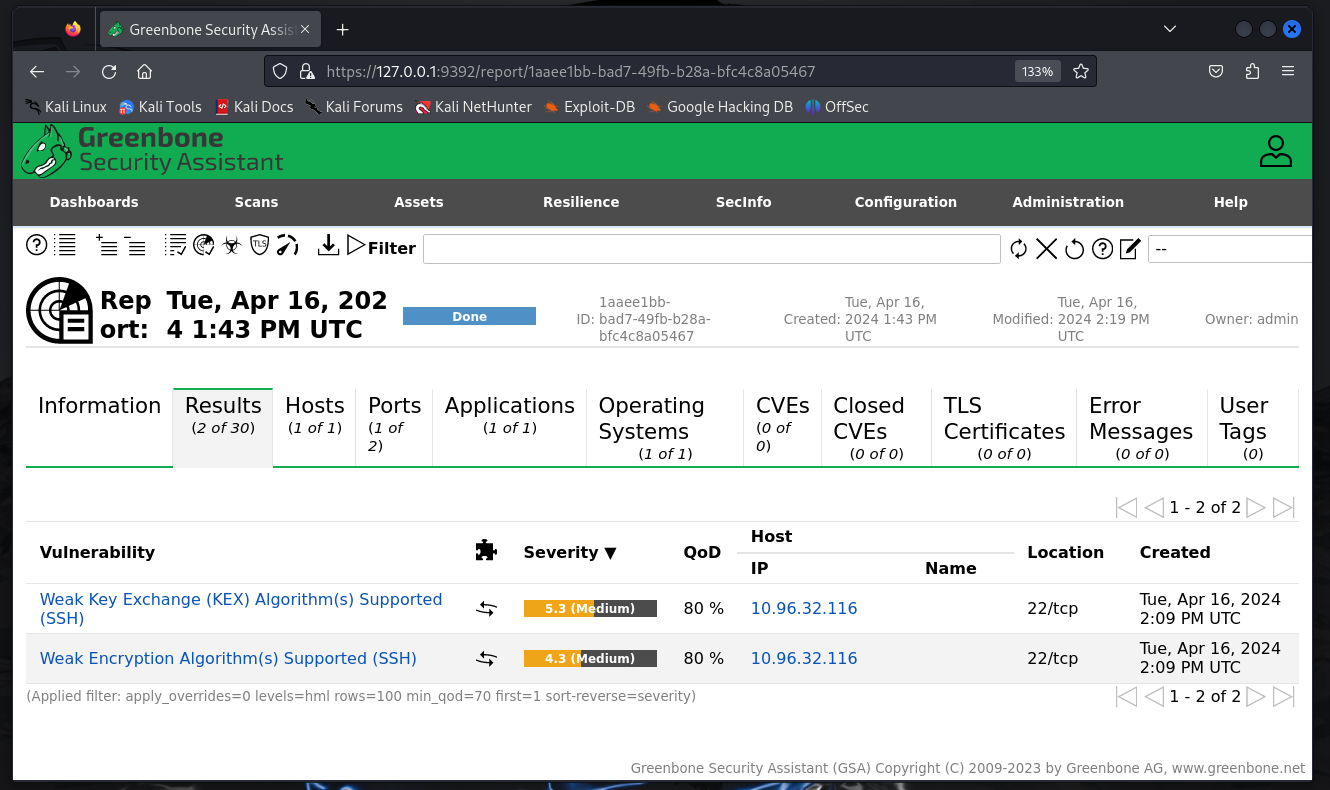 Greenbone Security Assis
https://127.0.0.1:9392/report/1aaee1bb-bad7-49fb-b28a-bfc4c8a05467 133%
Kali Linux Kali Tools Kali Docs Kali Forums Kali NetHunter Exploit-DB Google Hacking DB OffSec
Greenbone
Security Assistant
Dashboards Scans Assets Resilience SecInfo Configuration Administration Help
TLS Filter --
Rep
ort:
Tue, Apr 16, 202
4 1:43 PM UTC
Done
ID:
1aaee1bb-
bad7-49fb-b28a-
bfc4c8a05467
Created:
Tue, Apr 16,
2024 1:43 PM
UTC
Modified:
Tue, Apr 16,
2024 2:19 PM
UTC
Owner: admin
Information
Results
(2 of 30)
Hosts
(1 of 1)
Ports
(1 of
2)
Applications
(1 of 1)
Operating
Systems
(1 of 1)
CVEs
(0 of
0)
Closed
CVEs
(0 of 0)
TLS
Certificates
(0 of 0)
Error
Messages
(0 of 0)
User
Tags
(0)
1 - 2 of 2
Vulnerability Severity ▼ QoD Host Location Created
IP Name
Weak Key Exchange (KEX) Algorithm(s) Supported
(SSH)
5.3 (Medium) 80 % 10.96.32.116 22/tcp
Tue, Apr 16, 2024
2:09 PM UTC
Weak Encryption Algorithm(s) Supported (SSH) 4.3 (Medium) 80 % 10.96.32.116 22/tcp
Tue, Apr 16, 2024
2:09 PM UTC
(Applied filter: apply_overrides=0 levels=hml rows=100 min_qod=70 first=1 sort-reverse=severity) 1 - 2 of 2
Greenbone Security Assistant (GSA) Copyright (C) 2009-2023 by Greenbone AG, www.greenbone.net